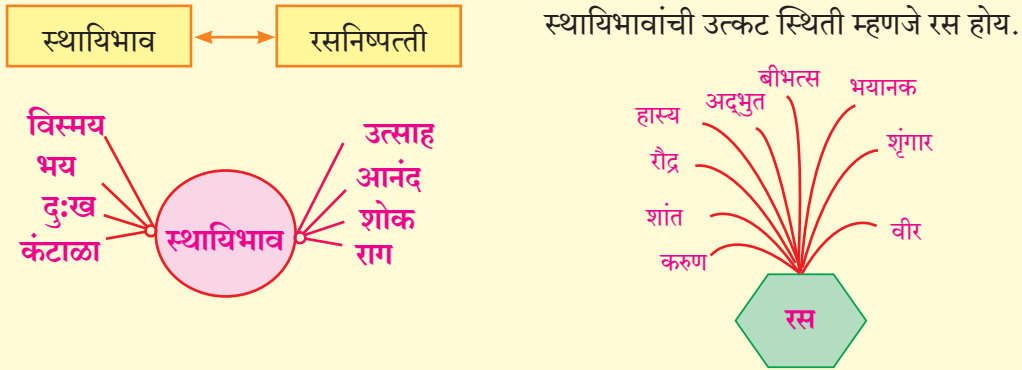 स्थायिभाव
रसनिष्पत्ती
स्थायिभावांची उत्कट स्थिती म्हणजे रस होय.
विस्मय
भय
दुःख
कंटाळा
स्थायिभाव
उत्साह
आनंद
शोक
राग
बीभत्स
भयानक
अद्‌भुत
हास्य
शृंगार
रौद्र
शांत
वीर
करुण
रस